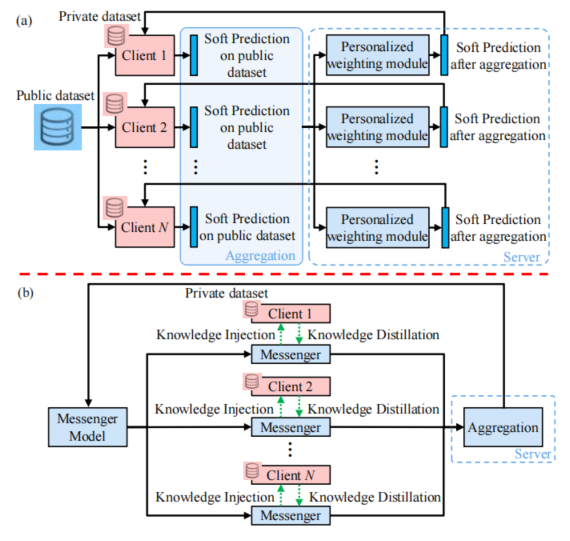 (a)
Private dataset
Public dataset
Client 1
Soft Prediction
on public
dataset
Personalized
weighting module
Soft Prediction
after aggregation
Client 2
Soft Prediction
on public
dataset
Personalized
weighting module
Soft Prediction
after aggregation
Client N
Soft Prediction
on public dataset
Personalized
weighting module
Soft Prediction
after aggregation
Aggregation
Server
(b)
Private dataset
Client 1
Knowledge Injection
Knowledge Distillation
Messenger
Client 2
Knowledge Injection
Knowledge Distillation
Messenger
Messenger
Model
Aggregation
Server
Client N
Knowledge Injection
Knowledge Distillation
Messenger